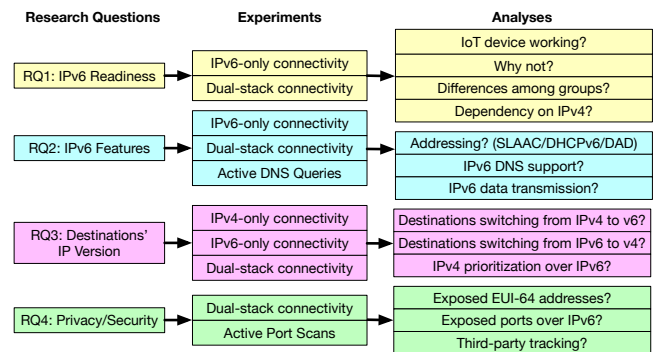 Research Questions
Experiments
Analyses
RQ1: IPv6 Readiness
IPv6-only connectivity
Dual-stack connectivity
IoT device working?
Why not?
Differences among groups?
Dependency on IPv4?
RQ2: IPv6 Features
IPv6-only connectivity
Dual-stack connectivity
Active DNS Queries
Addressing? (SLAAC/DHCPv6/DAD)
IPv6 DNS support?
IPv6 data transmission?
RQ3: Destinations'
IP Version
IPv4-only connectivity
IPv6-only connectivity
Dual-stack connectivity
Destinations switching from IPv4 to v6?
Destinations switching from IPv6 to v4?
IPv4 prioritization over IPv6?
RQ4: Privacy/Security
Dual-stack connectivity
Active Port Scans
Exposed EUI-64 addresses?
Exposed ports over IPv6?
Third-party tracking?